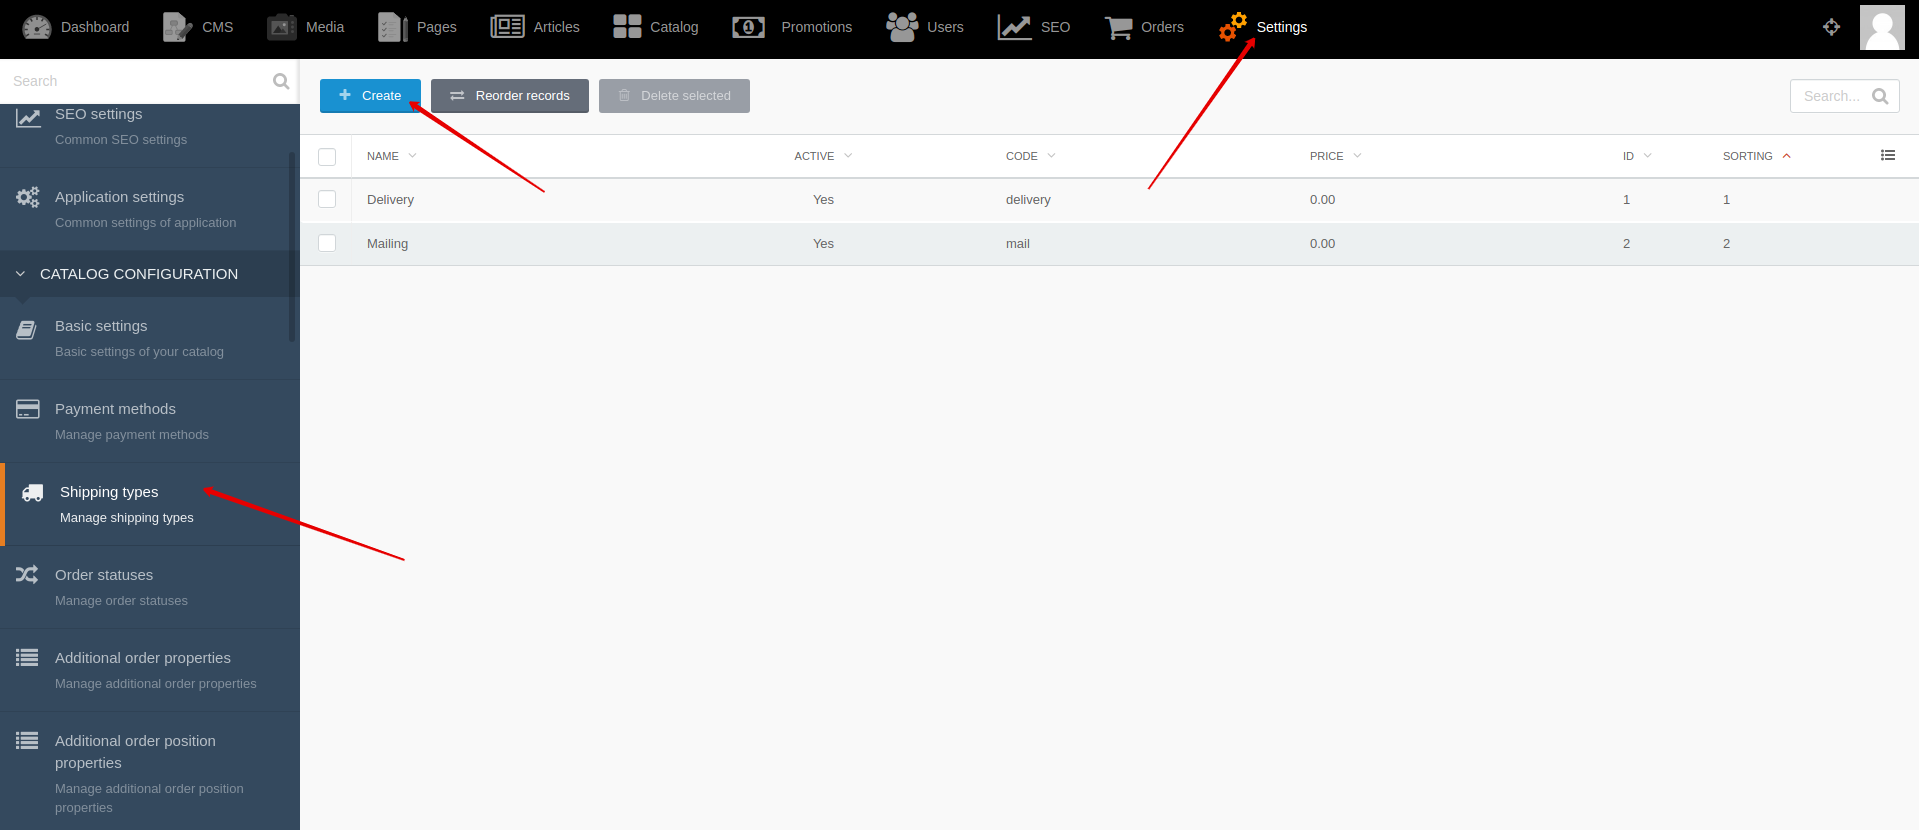 Dashboard CMS Media Pages Articles Catalog Promotions Users SEO Orders Settings
Search
SEO settings
Common SEO settings
Application settings
Common settings of application
CATALOG CONFIGURATION
Basic settings
Basic settings of your catalog
Payment methods
Manage payment methods
Shipping types
Manage shipping types
Order statuses
Manage order statuses
Additional order properties
Manage additional order properties
Additional order position
properties
Manage additional order position
properties
Create Reorder records Delete selected Search...
NAME ACTIVE CODE PRICE ID SORTING
Delivery Yes delivery 0.00 1 1
Mailing Yes mail 0.00 2 2